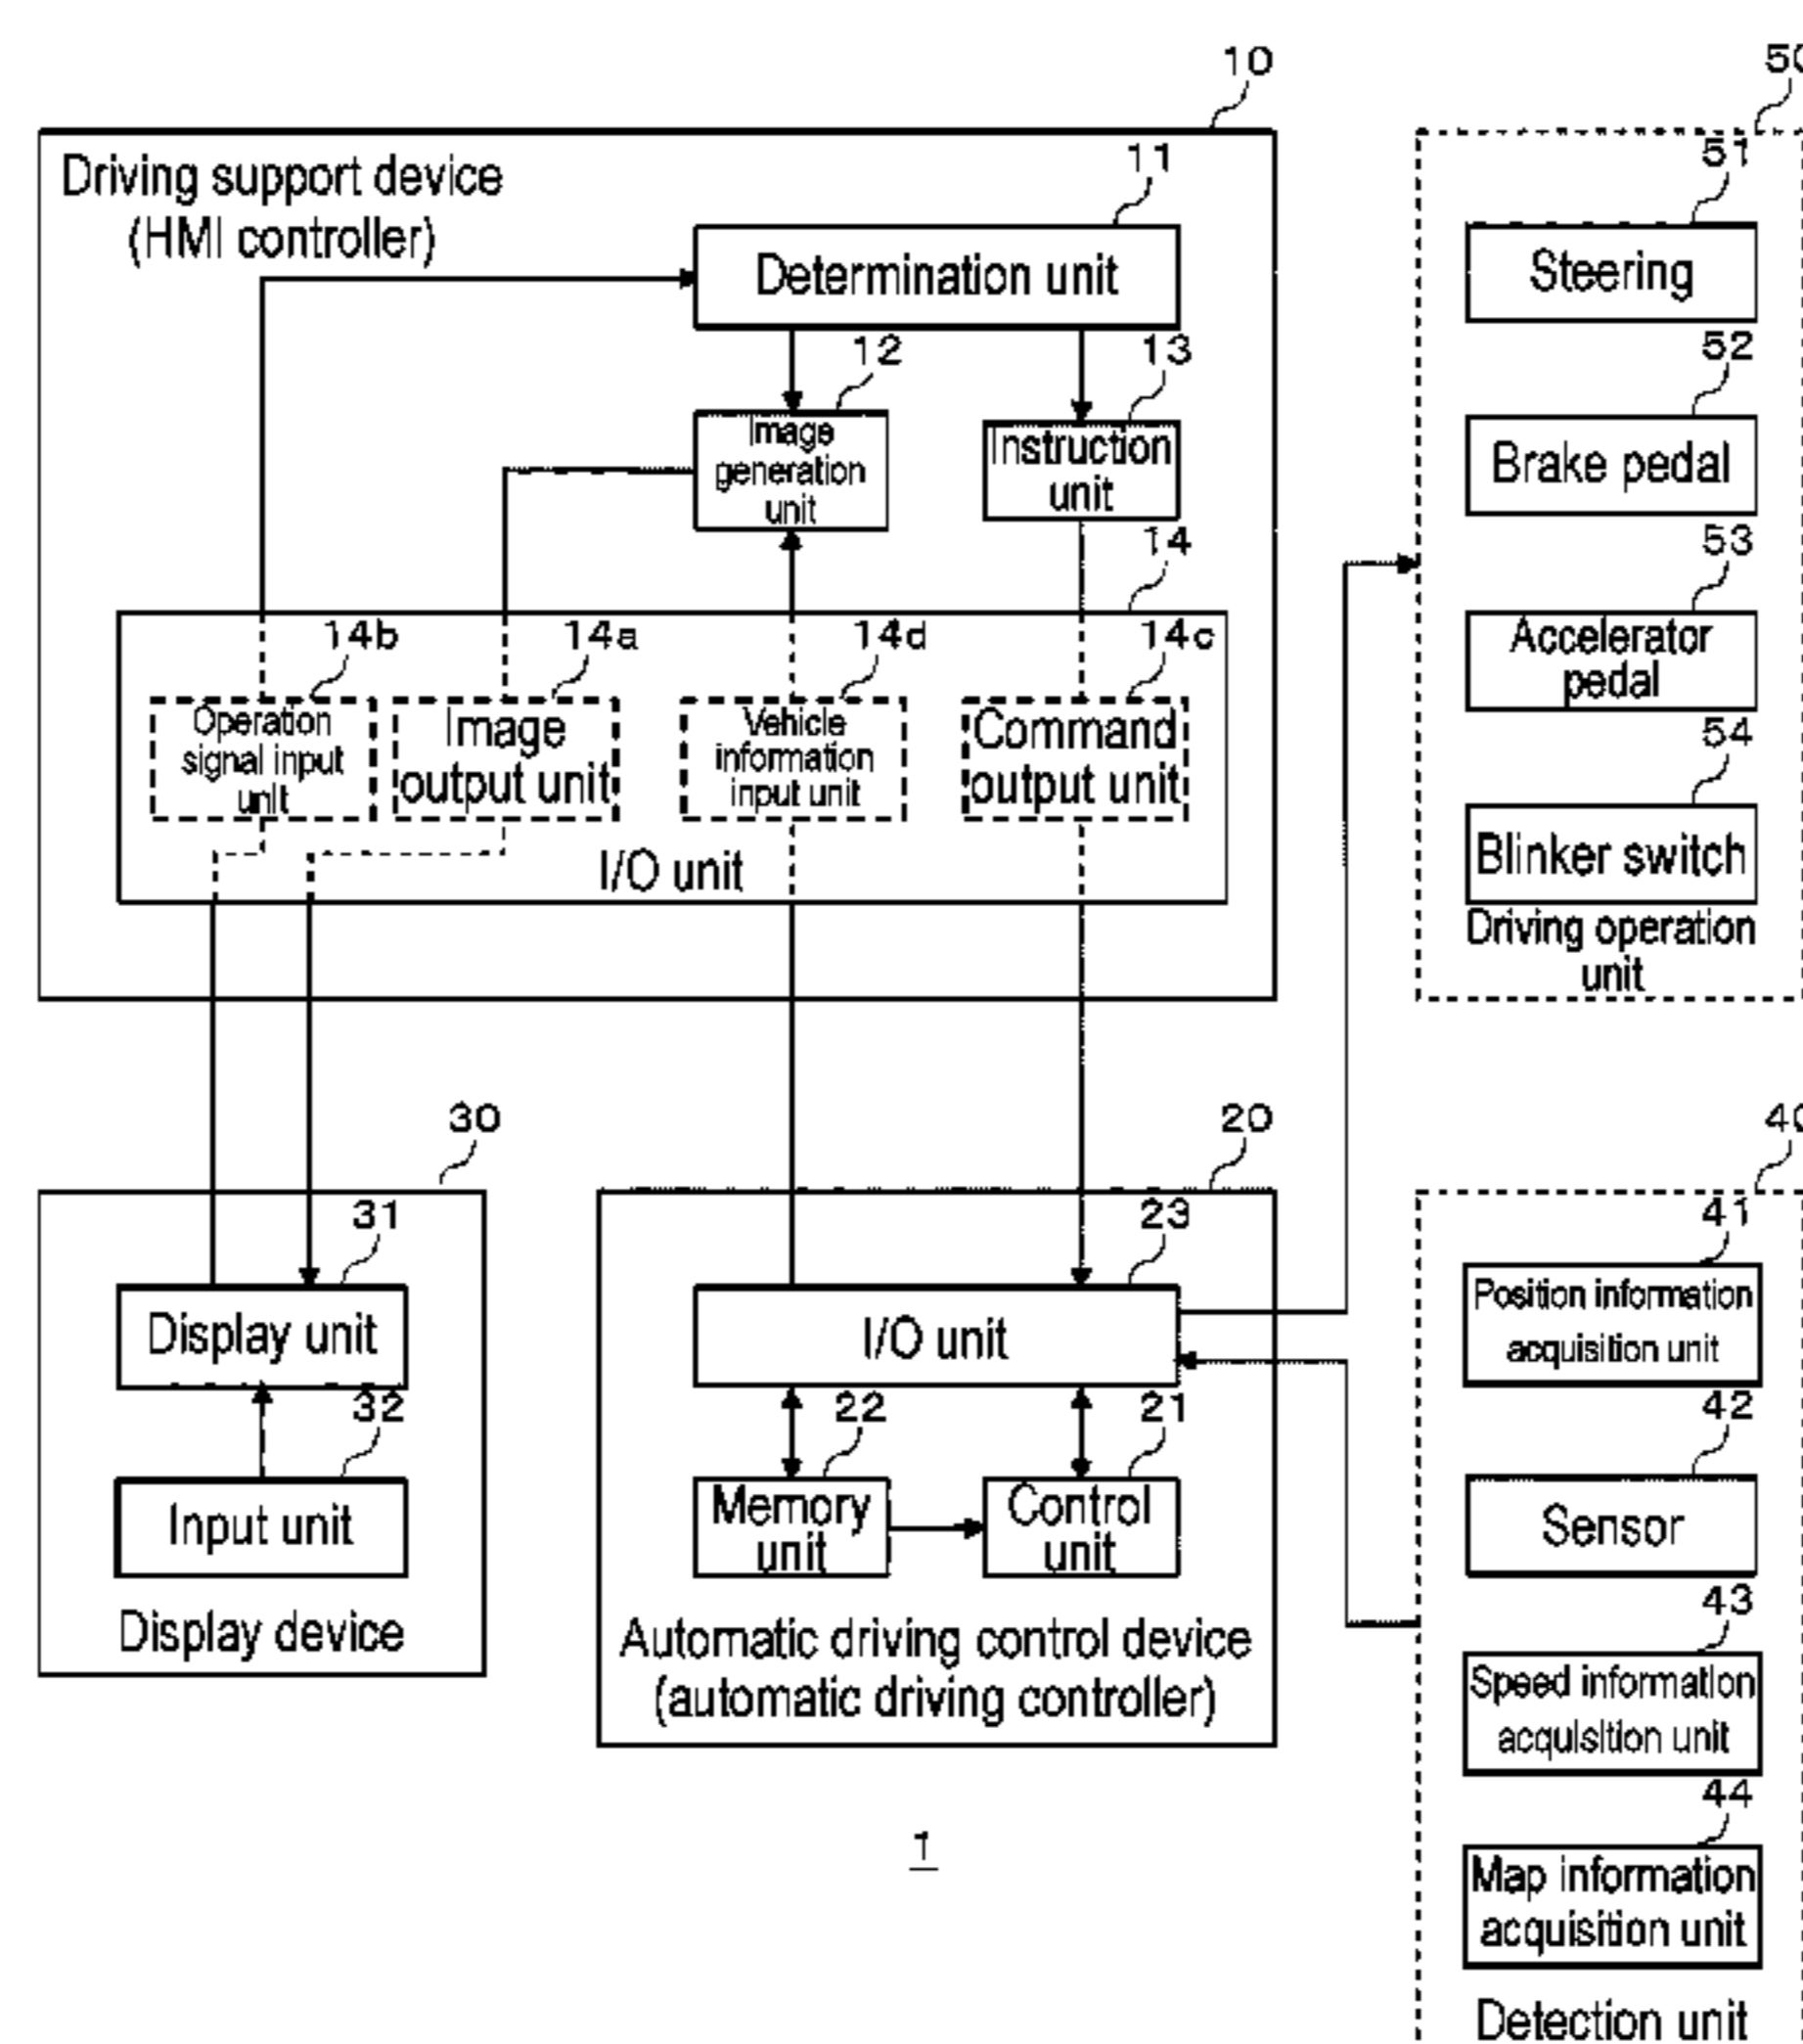 10
Driving support device
(HMI controller)
11
Determination unit
12
Image
generation
unit
13
Instruction
unit
14
14b
Operation
signal input
unit
14a
Image
output unit
14d
Vehicle
information
input unit
14c
Command
output unit
I/O unit
50
51
Steering
52
Brake pedal
53
Accelerator
pedal
54
Blinker switch
Driving operation
unit
30
31
Display unit
32
Input unit
Display device
20
23
I/O unit
22
Memory
unit
21
Control
unit
Automatic driving control device
(automatic driving controller)
40
41
Position information
acquisition unit
42
Sensor
43
Speed information
acquisition unit
44
Map information
acquisition unit
Detection unit
1